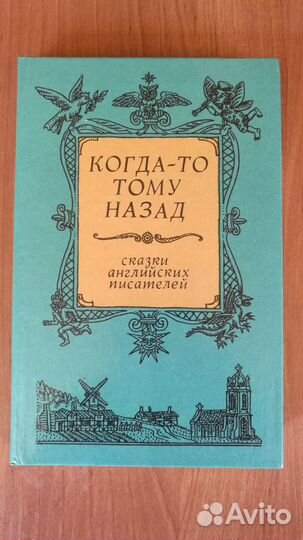 КОГДА-ТО
ТОМУ
НАЗАД
сказки
английских
писателей
Avito